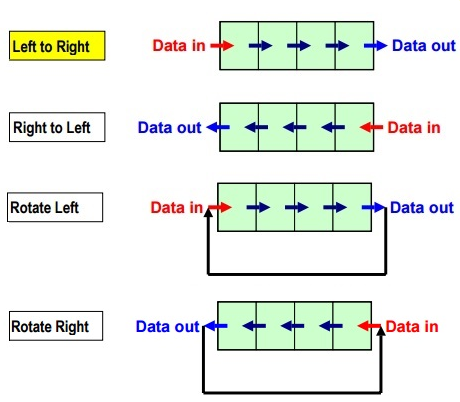 Left to Right
Data in
Data out
Right to Left
Data out
Data in
Rotate Left
Data in
Data out
Rotate Right
Data out
Data in